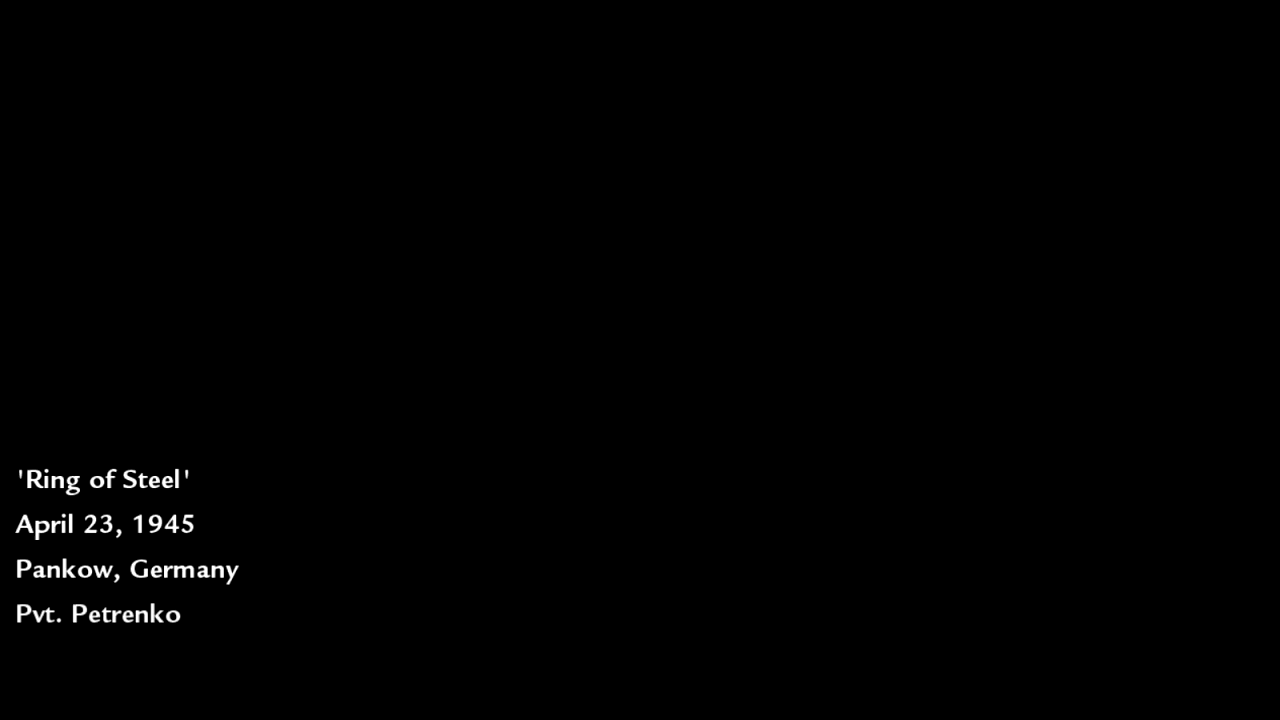 'Ring of Steel'
April 23, 1945
Pankow, Germany
Pvt. Petrenko